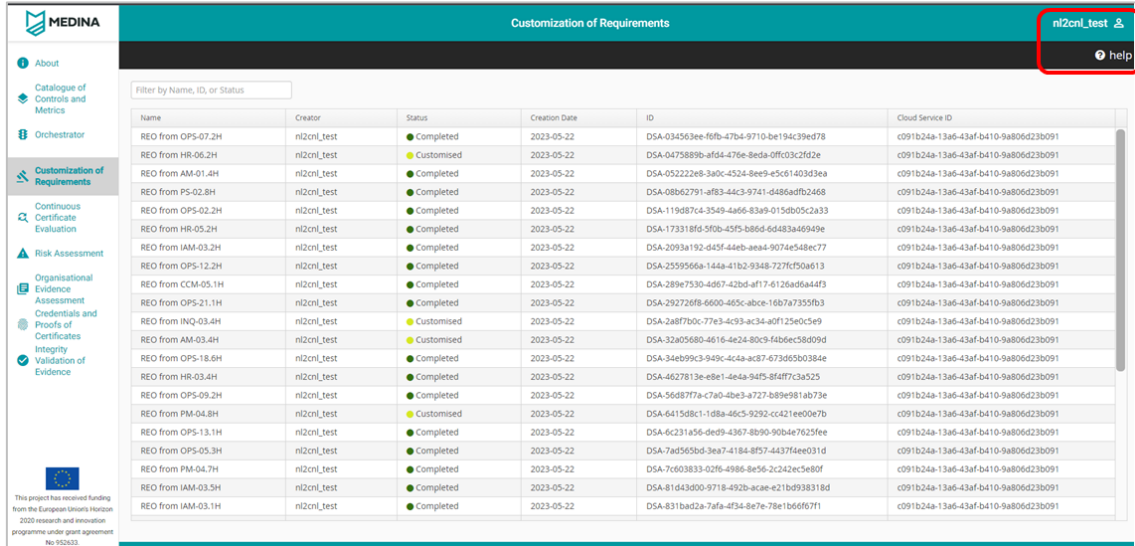 MEDINA
Customization of Requirements
nl2cnl_test
help
About
Catalogue of
Controls and
Metrics
Orchestrator
Customization of
Requirements
Continuous
Certificate
Evaluation
Risk Assessment
Organisational
Evidence
Assessment
Credentials and
Proofs of
Certificates
Integrity
Validation of
Evidence
This project has received funding
from the European Union's Horizon
2020 research and innovation
programme under grant agreement
No 952633.
Filter by Name, ID, or Status
Name Creator Status Creation Date ID Cloud Service ID
REO from OPS-07.2H nl2cnl_test Completed 2023-05-22 DSA-034563ee-f6fb-47b4-9710-be194c39ed78 c091b24a-13a6-43af-b410-9a806d23b091
REO from HR-06.2H nl2cnl_test Customised 2023-05-22 DSA-0475889b-afd4-476e-8eda-0ffc03c2fd2e c091b24a-13a6-43af-b410-9a806d23b091
REO from AM-01.4H nl2cnl_test Completed 2023-05-22 DSA-052222e8-3a0c-4524-8ee9-e5c61403d3ea c091b24a-13a6-43af-b410-9a806d23b091
REO from PS-02.8H nl2cnl_test Completed 2023-05-22 DSA-08b62791-af83-44c3-9741-d486adfb2468 c091b24a-13a6-43af-b410-9a806d23b091
REO from OPS-02.2H nl2cnl_test Completed 2023-05-22 DSA-119d87c4-3549-4a66-83a9-015db05c2a33 c091b24a-13a6-43af-b410-9a806d23b091
REO from HR-05.2H nl2cnl_test Completed 2023-05-22 DSA-173318fd-5f0b-45f5-b86d-6d483a46949e c091b24a-13a6-43af-b410-9a806d23b091
REO from IAM-03.2H nl2cnl_test Completed 2023-05-22 DSA-2093a192-d45f-44eb-aea4-9074e548ec77 c091b24a-13a6-43af-b410-9a806d23b091
REO from OPS-12.2H nl2cnl_test Completed 2023-05-22 DSA-2559566a-144a-41b2-9348-727fcf50a613 c091b24a-13a6-43af-b410-9a806d23b091
REO from CCM-05.1H nl2cnl_test Completed 2023-05-22 DSA-289e7530-4d67-42bd-af17-6126ad6a44f3 c091b24a-13a6-43af-b410-9a806d23b091
REO from OPS-21.1H nl2cnl_test Completed 2023-05-22 DSA-292726f8-6600-465c-abce-16b7a7355fb3 c091b24a-13a6-43af-b410-9a806d23b091
REO from INQ-03.4H nl2cnl_test Customised 2023-05-22 DSA-2a8f7b0c-77e3-4c93-ac34-a0f125e0c5e9 c091b24a-13a6-43af-b410-9a806d23b091
REO from AM-03.4H nl2cnl_test Customised 2023-05-22 DSA-32a05680-4616-4e24-80c9-f4b6ec58d09d c091b24a-13a6-43af-b410-9a806d23b091
REO from OPS-18.6H nl2cnl_test Completed 2023-05-22 DSA-34eb99c3-949c-4c4a-ac87-673d65b0384e c091b24a-13a6-43af-b410-9a806d23b091
REO from HR-03.4H nl2cnl_test Completed 2023-05-22 DSA-4627813e-e8e1-4e4a-94f5-8f4ff7c3a525 c091b24a-13a6-43af-b410-9a806d23b091
REO from OPS-09.2H nl2cnl_test Completed 2023-05-22 DSA-56d87f7a-c7a0-4be3-a727-b89e981ab73e c091b24a-13a6-43af-b410-9a806d23b091
REO from PM-04.8H nl2cnl_test Customised 2023-05-22 DSA-6415d8c1-1d8a-46c5-9292-cc421ee00e7b c091b24a-13a6-43af-b410-9a806d23b091
REO from OPS-13.1H nl2cnl_test Completed 2023-05-22 DSA-6c231a56-ded9-4367-8b90-90b4e7625fee c091b24a-13a6-43af-b410-9a806d23b091
REO from OPS-05.3H nl2cnl_test Completed 2023-05-22 DSA-7ad565bd-3ea7-4184-8f57-4437f4ee031d c091b24a-13a6-43af-b410-9a806d23b091
REO from PM-04.7H nl2cnl_test Completed 2023-05-22 DSA-7c603833-02f6-4986-8e56-2c242ec5e80f c091b24a-13a6-43af-b410-9a806d23b091
REO from IAM-03.5H nl2cnl_test Completed 2023-05-22 DSA-81d43d00-9718-492b-acae-e21bd938318d c091b24a-13a6-43af-b410-9a806d23b091
REO from IAM-03.1H nl2cnl_test Completed 2023-05-22 DSA-831bad2a-7afa-4f34-8e7e-78e1b66f67f1 c091b24a-13a6-43af-b410-9a806d23b091